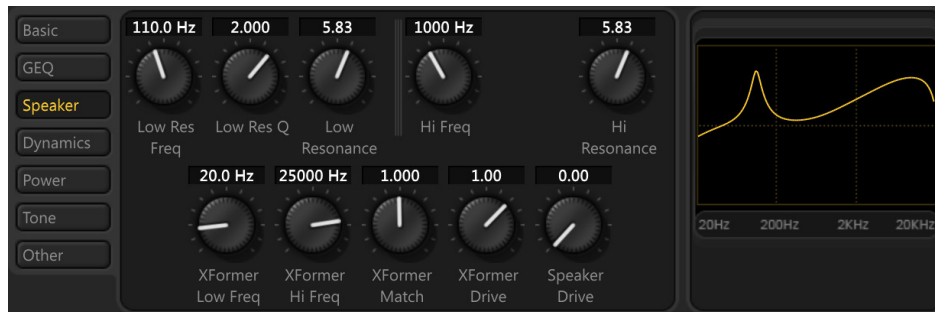 Basic
GEQ
Speaker
Dynamics
Power
Tone
Other
110.0 Hz 2.000 5.83 1000 Hz 5.83
Low Res Freq
Low Res Q
Low Resonance
Hi Freq
Hi Resonance
20.0 Hz 25000 Hz 1.000 1.00 0.00
XFormer Low Freq
XFormer Hi Freq
XFormer Match
XFormer Drive
Speaker Drive
20Hz 200Hz 2KHz 20KHz